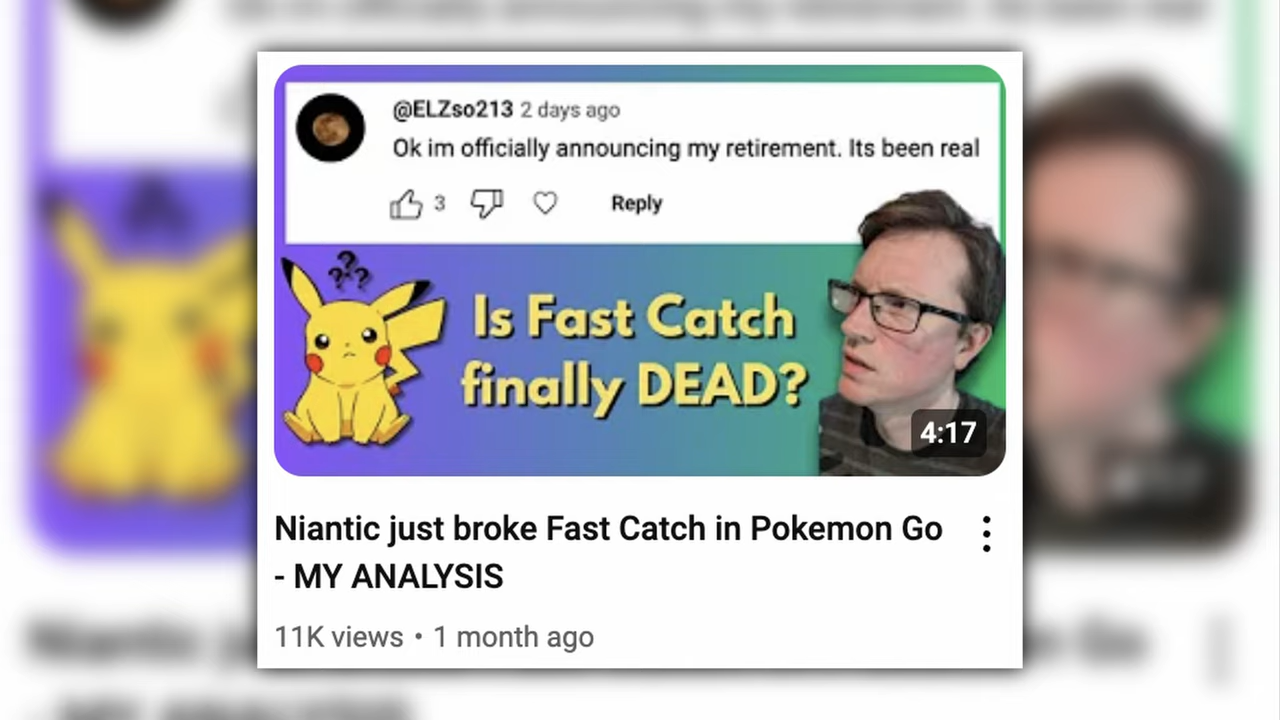 @ELZso213 2 days ago
Ok im officially announcing my retirement. Its been real
3 Reply
???
Is Fast Catch
finally DEAD?
4:17
Niantic just broke Fast Catch in Pokemon Go
- MY ANALYSIS
11K views • 1 month ago